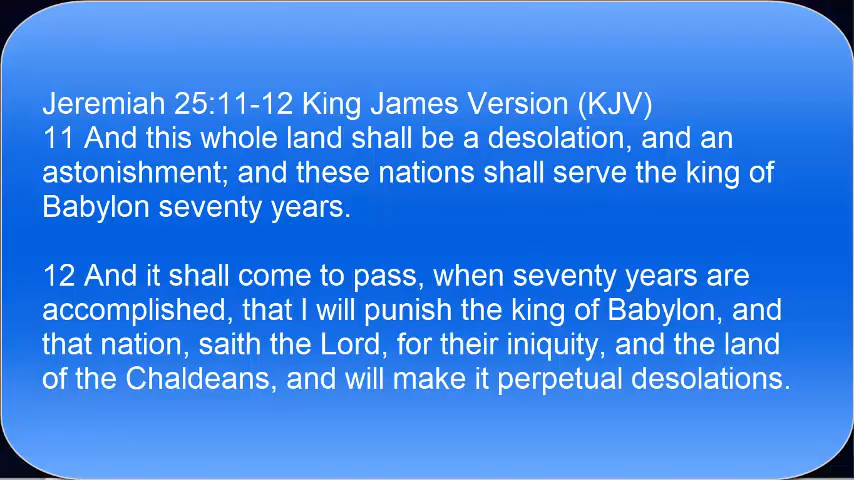 Jeremiah 25:11-12 King James Version (KJV)
11 And this whole land shall be a desolation, and an
astonishment; and these nations shall serve the king of
Babylon seventy years.
12 And it shall come to pass, when seventy years are
accomplished, that I will punish the king of Babylon, and
that nation, saith the Lord, for their iniquity, and the land
of the Chaldeans, and will make it perpetual desolations.